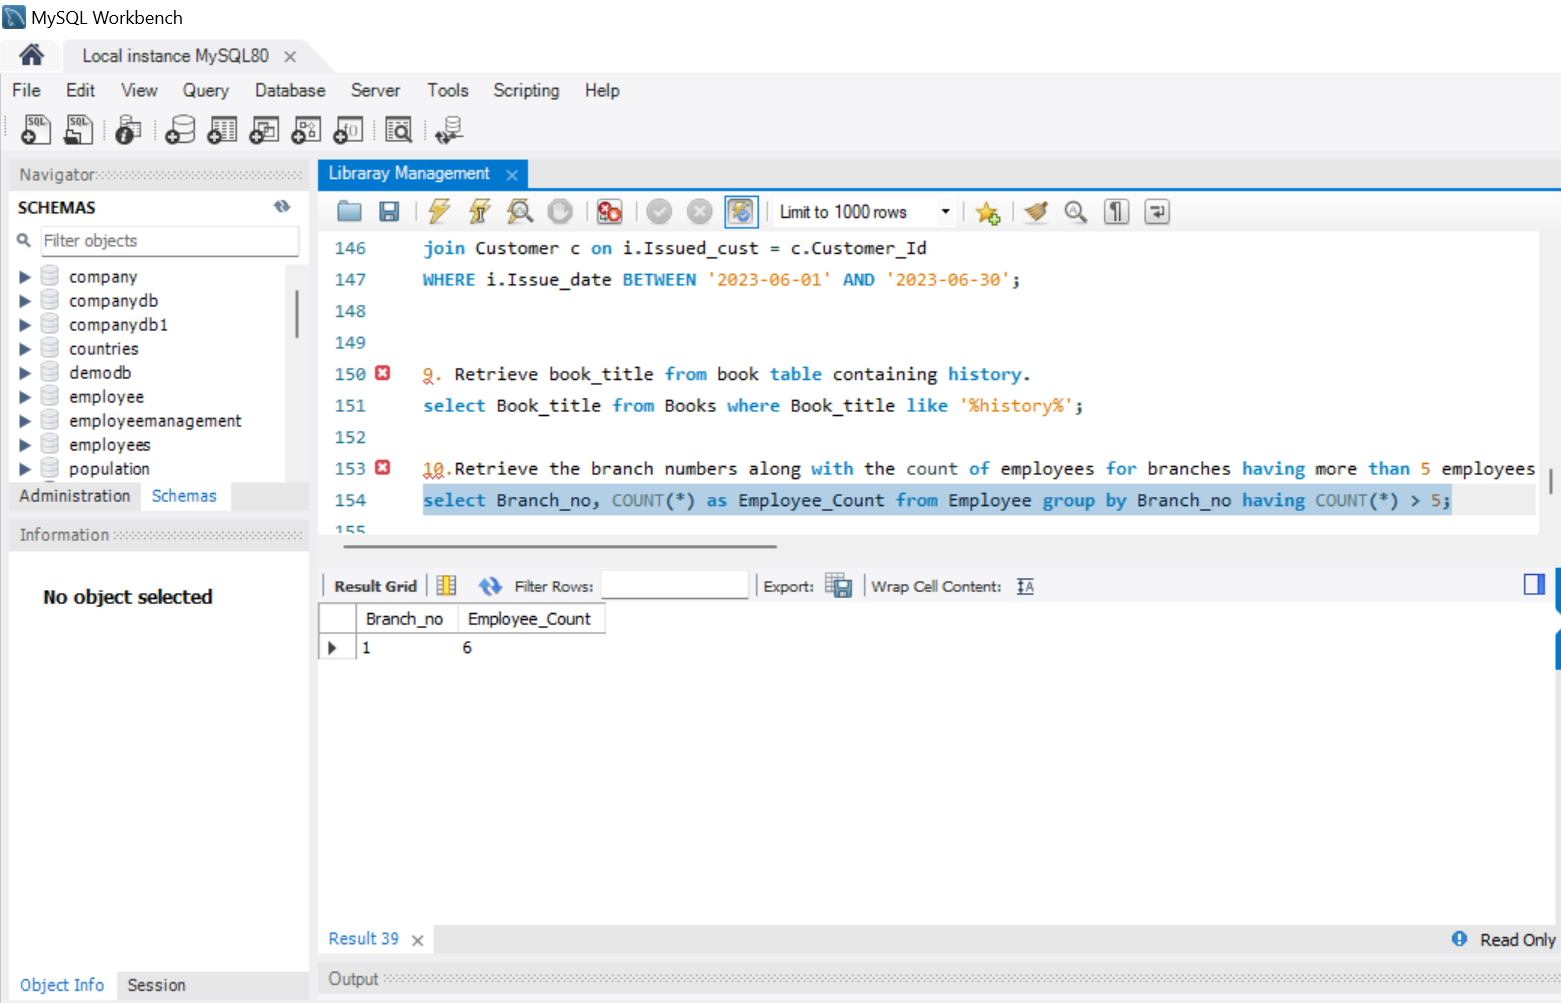 MySQL Workbench
Local instance MySQL80
File Edit View Query Database Server Tools Scripting Help
SQL SQL
Navigator
SCHEMAS
Filter objects
company
companydb
companydb1
countries
demodb
employee
employeemanagement
employees
population
Administration Schemas
Information
No object selected
Object Info Session
Libraray Management
Limit to 1000 rows
146 join Customer c on i.Issued_cust = c.Customer_Id
147 WHERE i.Issue_date BETWEEN '2023-06-01' AND '2023-06-30';
148
149
150 9. Retrieve book_title from book table containing history.
151 select Book_title from Books where Book_title like '%history%';
152
153 10.Retrieve the branch numbers along with the count of employees for branches having more than 5 employees
154 select Branch_no, COUNT(*) as Employee_Count from Employee group by Branch_no having COUNT(*) > 5;
155
Result Grid Filter Rows: Export: Wrap Cell Content:
Branch_no Employee_Count
1 6
Result 39
Read Only
Output